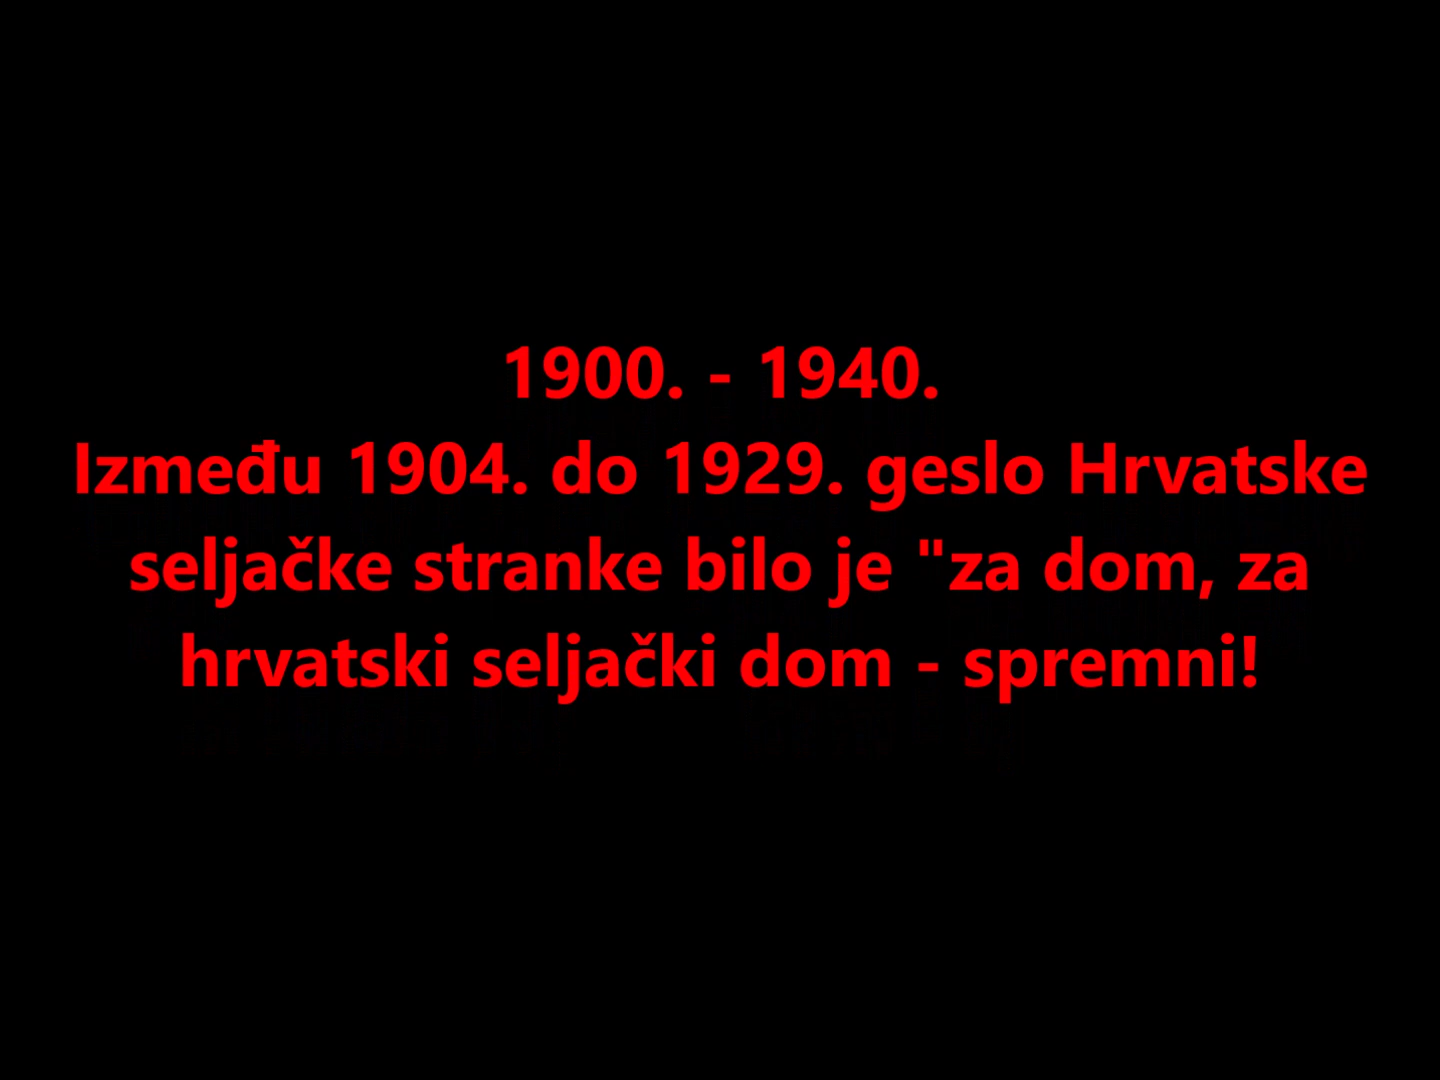 1900. - 1940.
Između 1904. do 1929. geslo Hrvatske
seljačke stranke bilo je "za dom, za
hrvatski seljački dom - spremni!